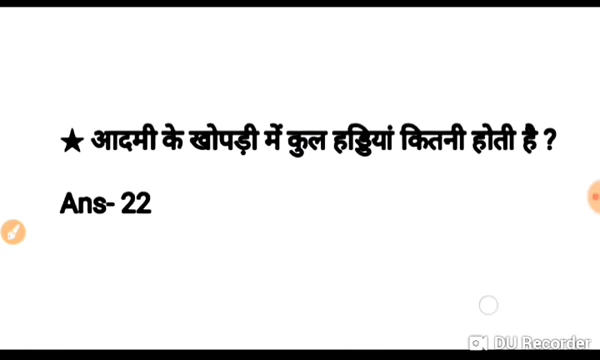 ★ आदमी के खोपड़ी में कुल हड्डियां कितनी होती है ?
Ans- 22
DU Recorder